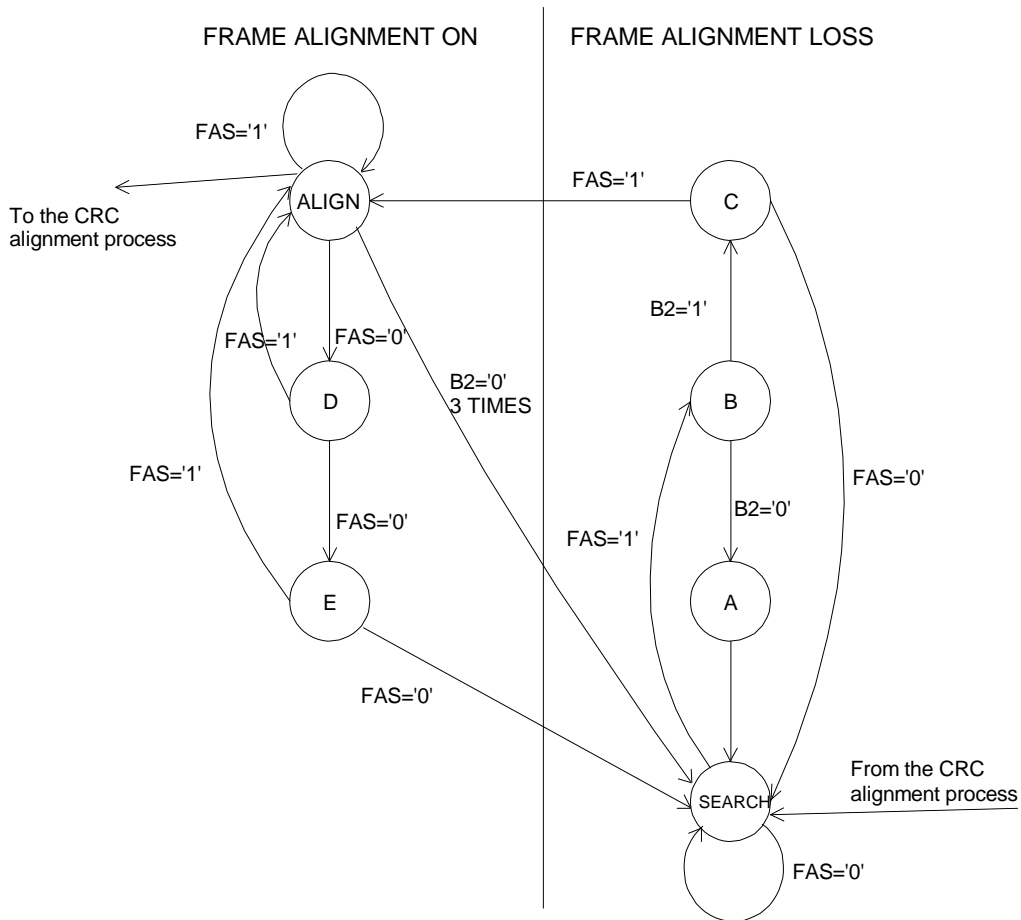 FRAME ALIGNMENT ON
FRAME ALIGNMENT LOSS
FAS='1'
To the CRC
alignment process
ALIGN
FAS='1'
C
B2='1'
FAS='1'
FAS='0'
D
B2='0'
3 TIMES
B
FAS='1'
FAS='0'
FAS='0'
B2='0'
FAS='1'
E
A
FAS='0'
SEARCH
From the CRC
alignment process
FAS='0'